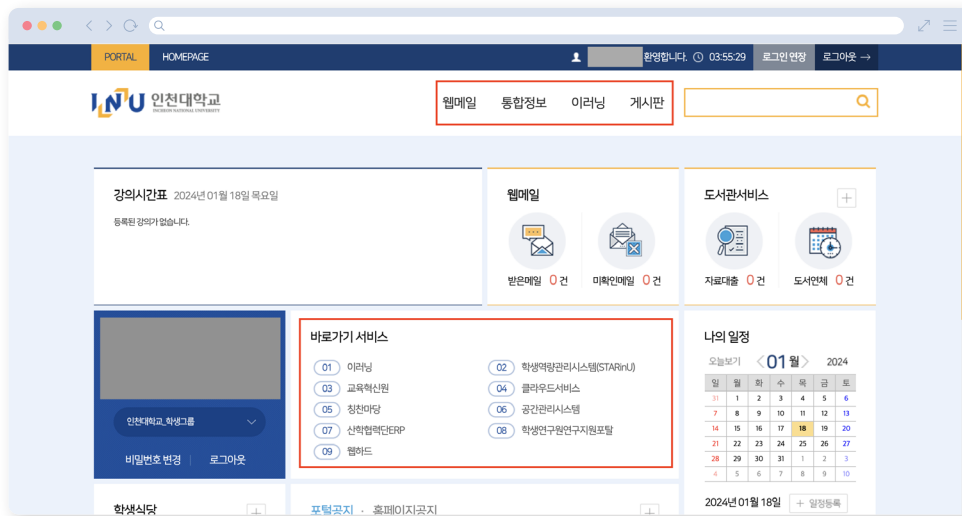 PORTAL HOMEPAGE 환영합니다. 03:55:29 로그인 연장 로그아웃 →
INU 인천대학교 웹메일 통합정보 이러닝 게시판
INCHEON NATIONAL UNIVERSITY
강의시간표 2024년 01월 18일 목요일
등록된 강의가 없습니다.
웹메일
받은메일 0 건 미확인메일 0 건
도서관서비스 +
자료대출 0 건 도서연체 0 건
인천대학교_학생그룹
비밀번호 변경 로그아웃
바로가기 서비스
01 이러닝 02 학생역량관리시스템(STARinU)
03 교육혁신원 04 클라우드서비스
05 칭찬마당 06 공간관리시스템
07 산학협력단ERP 08 학생연구원연구지원포탈
09 웹하드
나의 일정
오늘보기 < 01 월 > 2024
일 월 화 수 목 금 토
31 1 2 3 4 5 6
7 8 9 10 11 12 13
14 15 16 17 18 19 20
21 22 23 24 25 26 27
28 29 30 31 1 2 3
4 5 6 7 8 9 10
2024년 01월 18일 + 일정등록
학생식당 +
포털공지 · 홈페이지공지 +